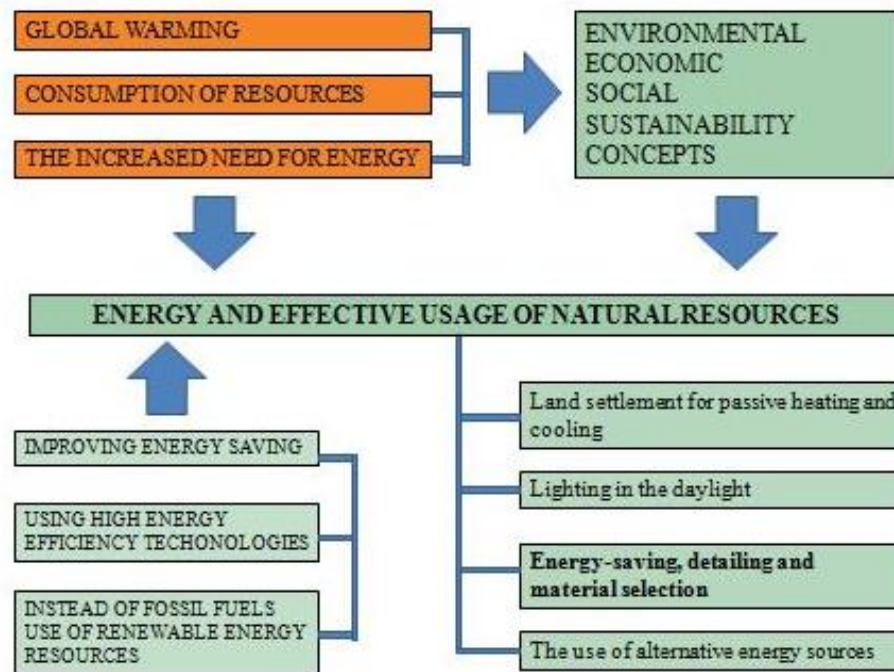 GLOBAL WARMING
CONSUMPTION OF RESOURCES
THE INCREASED NEED FOR ENERGY
ENVIRONMENTAL
ECONOMIC
SOCIAL
SUSTAINABILITY
CONCEPTS
ENERGY AND EFFECTIVE USAGE OF NATURAL RESOURCES
IMPROVING ENERGY SAVING
USING HIGH ENERGY
EFFICIENCY TECHONOLOGIES
INSTEAD OF FOSSIL FUELS
USE OF RENEWABLE ENERGY
RESOURCES
Land settlement for passive heating and
cooling
Lighting in the daylight
Energy-saving, detailing and
material selection
The use of alternative energy sources